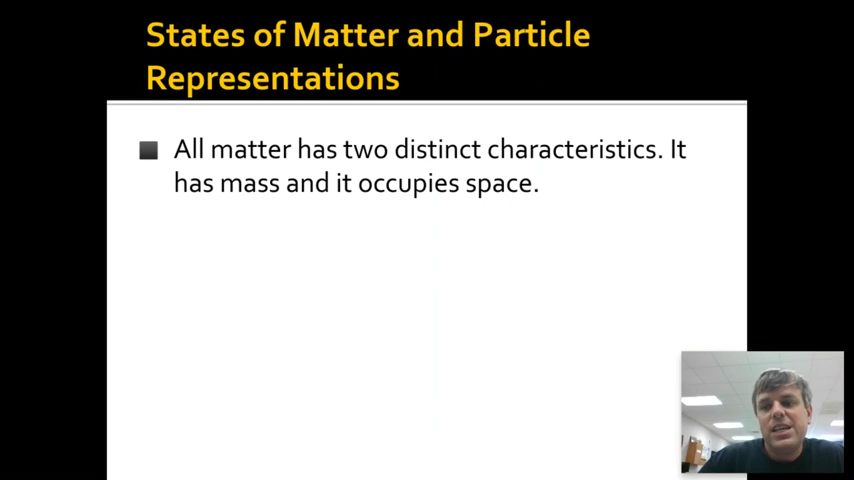 States of Matter and Particle
Representations
All matter has two distinct characteristics. It
has mass and it occupies space.